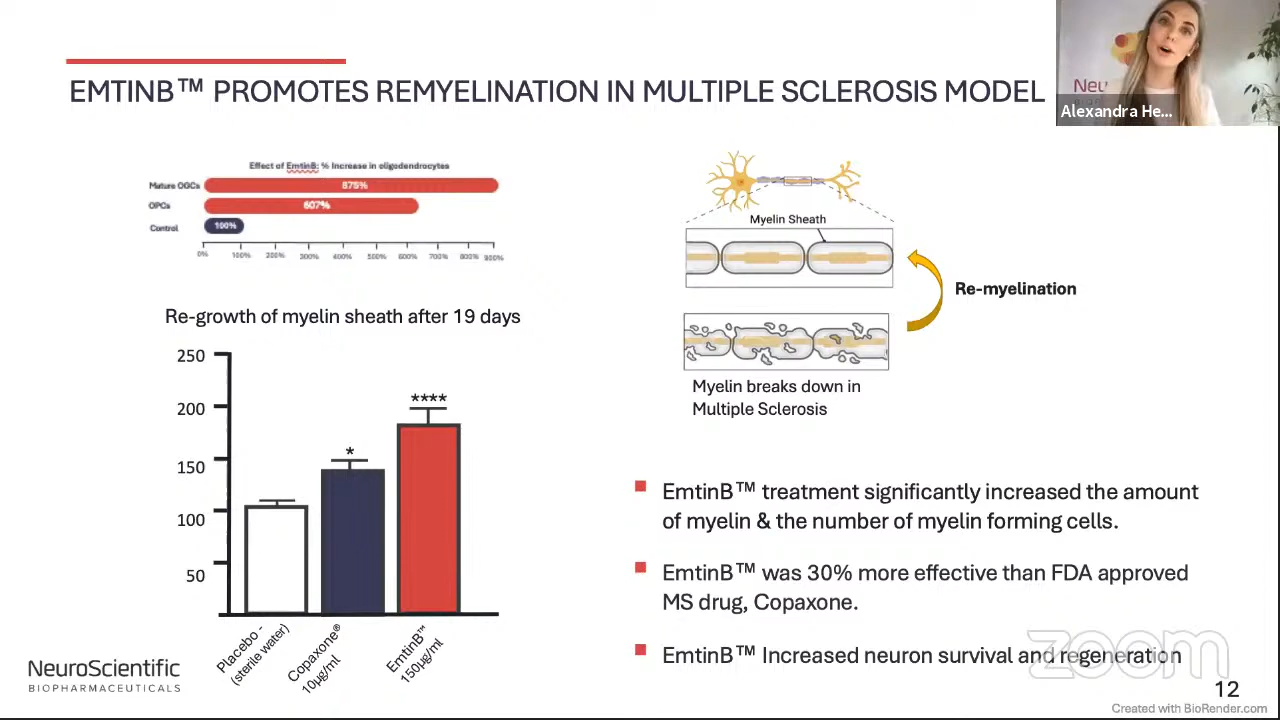 EMTINB™ PROMOTES REMYELINATION IN MULTIPLE SCLEROSIS MODEL
Neu
Alexandra He...
Effect of EmtinB: % Increase in oligodendrocytes
Mature OGCs 875%
OPCs 607%
Control 100%
0% 100% 200% 300% 400% 500% 600% 700% 800% 900%
Re-growth of myelin sheath after 19 days
250
200
150
100
50
*
****
Placebo -
(sterile water)
Copaxone®
10µg/ml
EmtinB™
150µg/ml
Myelin Sheath
Re-myelination
Myelin breaks down in
Multiple Sclerosis
EmtinB™ treatment significantly increased the amount
of myelin & the number of myelin forming cells.
EmtinB™ was 30% more effective than FDA approved
MS drug, Copaxone.
EmtinB™ Increased neuron survival and regeneration
zoom
NeuroScientific
BIOPHARMACEUTICALS
12
Created with BioRender.com